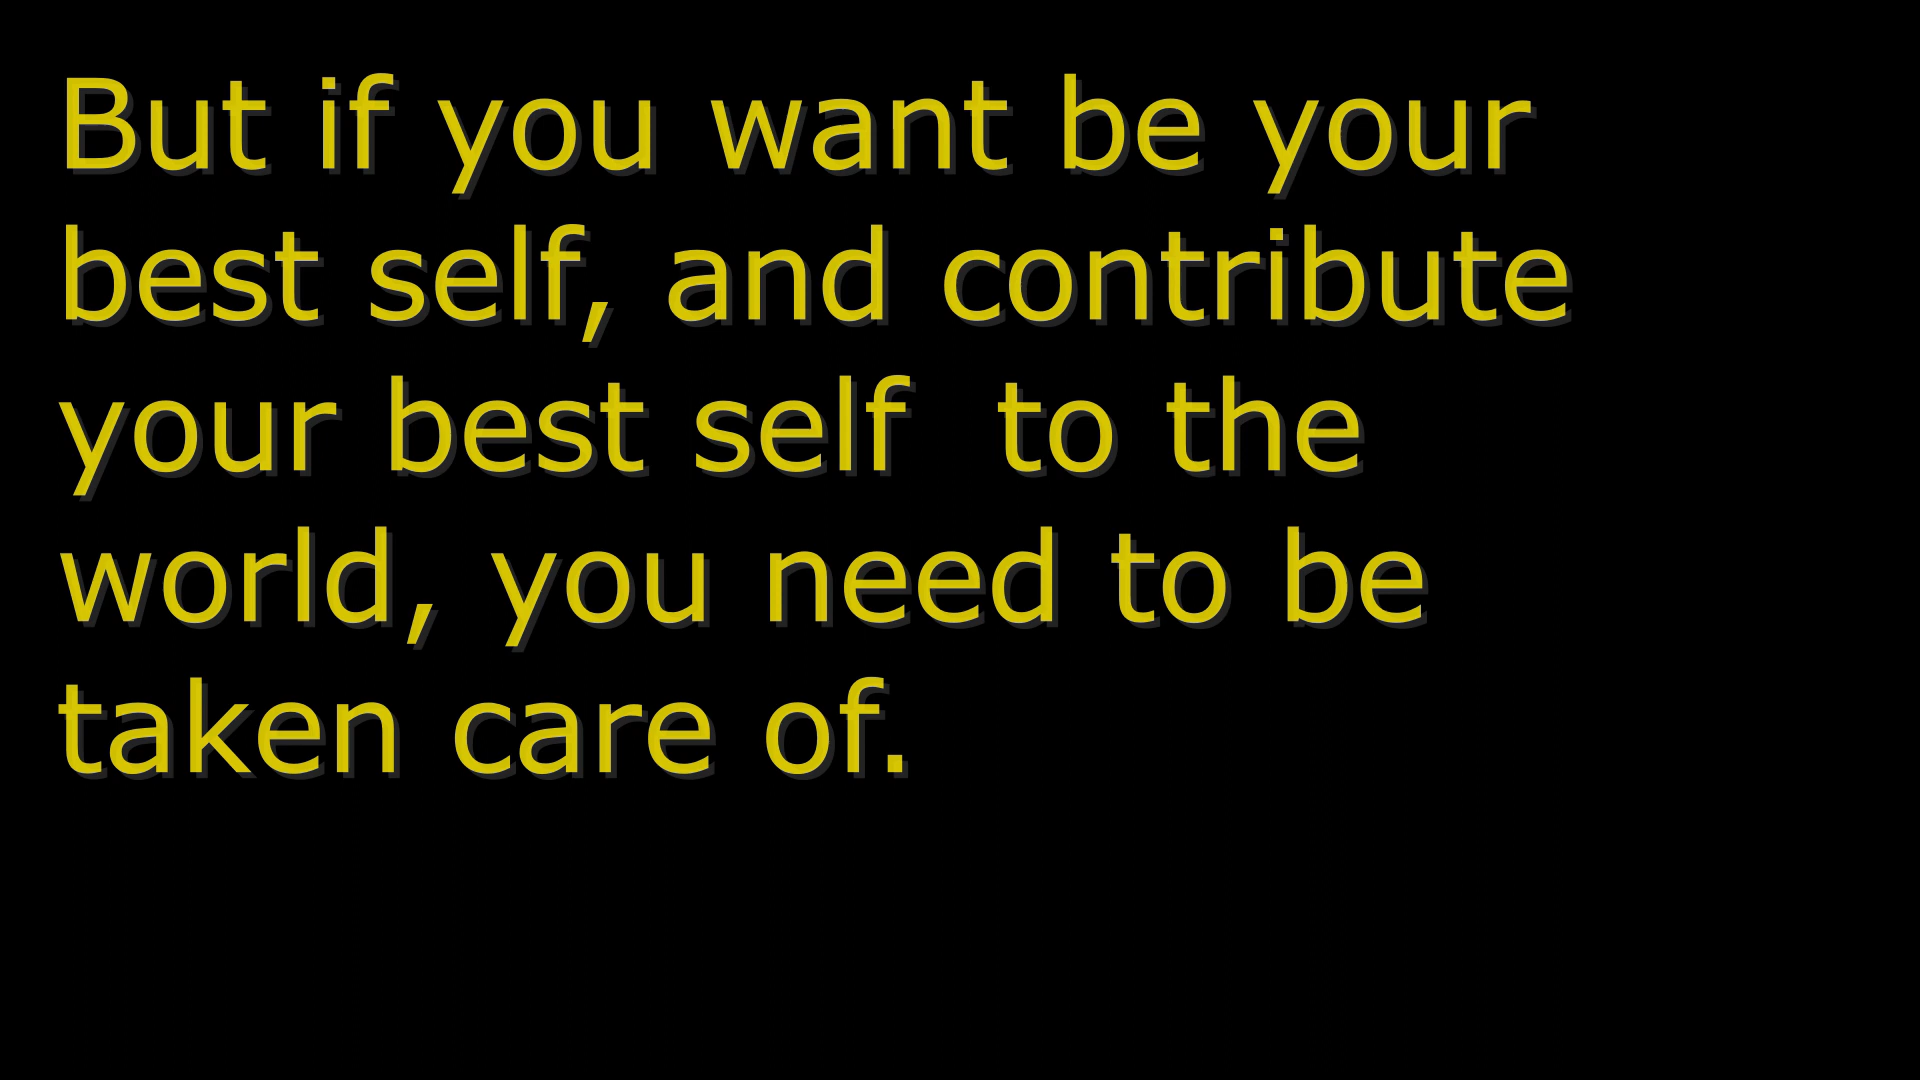 But if you want be your
best self, and contribute
your best self  to the
world, you need to be
taken care of.